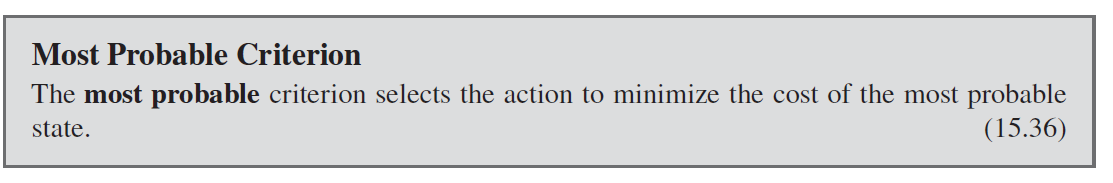 Most Probable Criterion
The most probable criterion selects the action to minimize the cost of the most probable
state. (15.36)